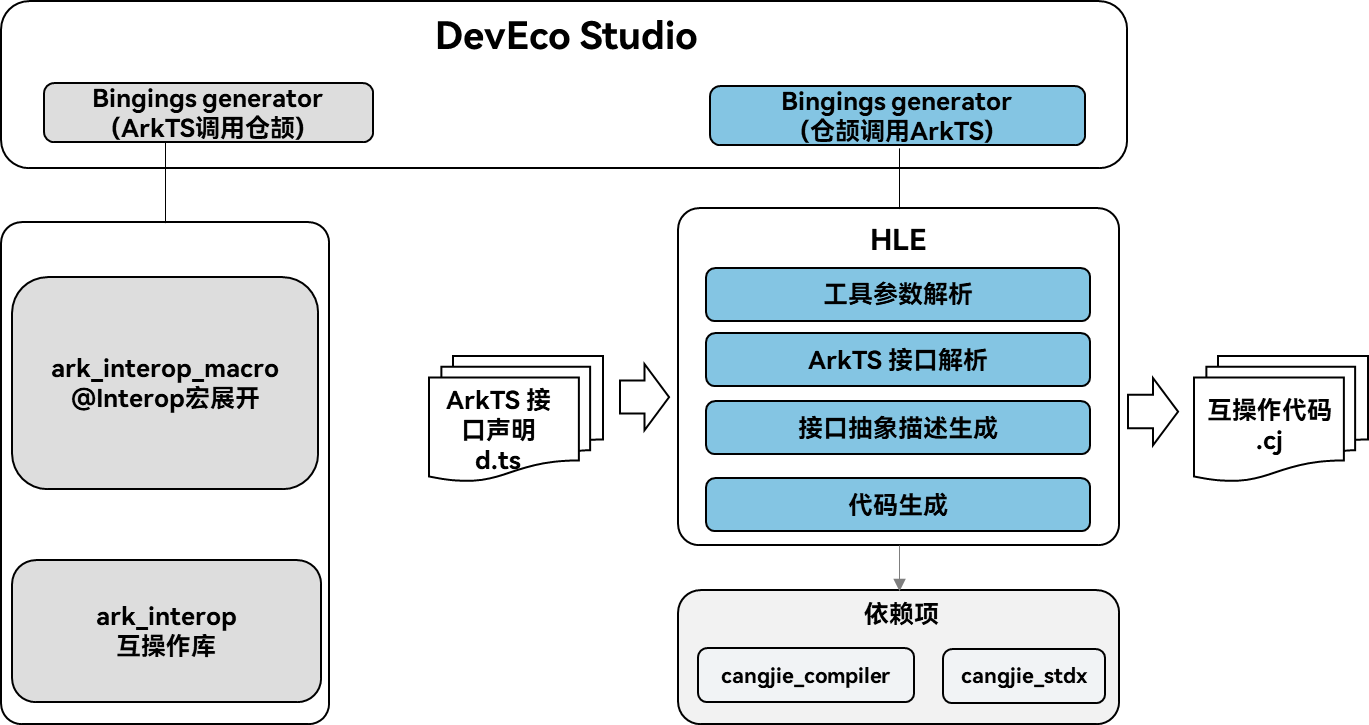 DevEco Studio
Bingings generator
(ArkTS调用仓颉)
Bingings generator
(仓颉调用ArkTS)
ark_interop_macro
@Interop宏展开
ark_interop
互操作库
ArkTS 接
口声明
d.ts
HLE
工具参数解析
ArkTS 接口解析
接口抽象描述生成
代码生成
互操作代码
.cj
依赖项
cangjie_compiler
cangjie_stdx